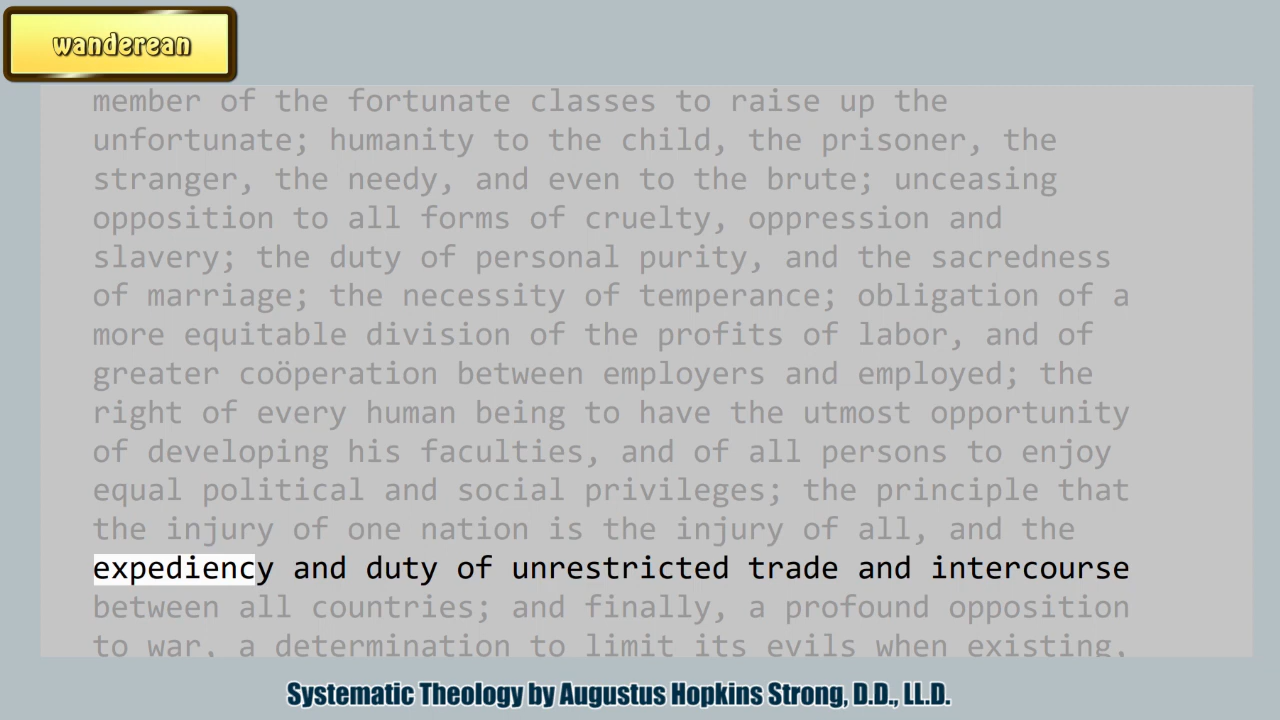 wanderean
member of the fortunate classes to raise up the
unfortunate; humanity to the child, the prisoner, the
stranger, the needy, and even to the brute; unceasing
opposition to all forms of cruelty, oppression and
slavery; the duty of personal purity, and the sacredness
of marriage; the necessity of temperance; obligation of a
more equitable division of the profits of labor, and of
greater coöperation between employers and employed; the
right of every human being to have the utmost opportunity
of developing his faculties, and of all persons to enjoy
equal political and social privileges; the principle that
the injury of one nation is the injury of all, and the
expediency and duty of unrestricted trade and intercourse
between all countries; and finally, a profound opposition
to war, a determination to limit its evils when existing,
Systematic Theology by Augustus Hopkins Strong, D.D., LL.D.